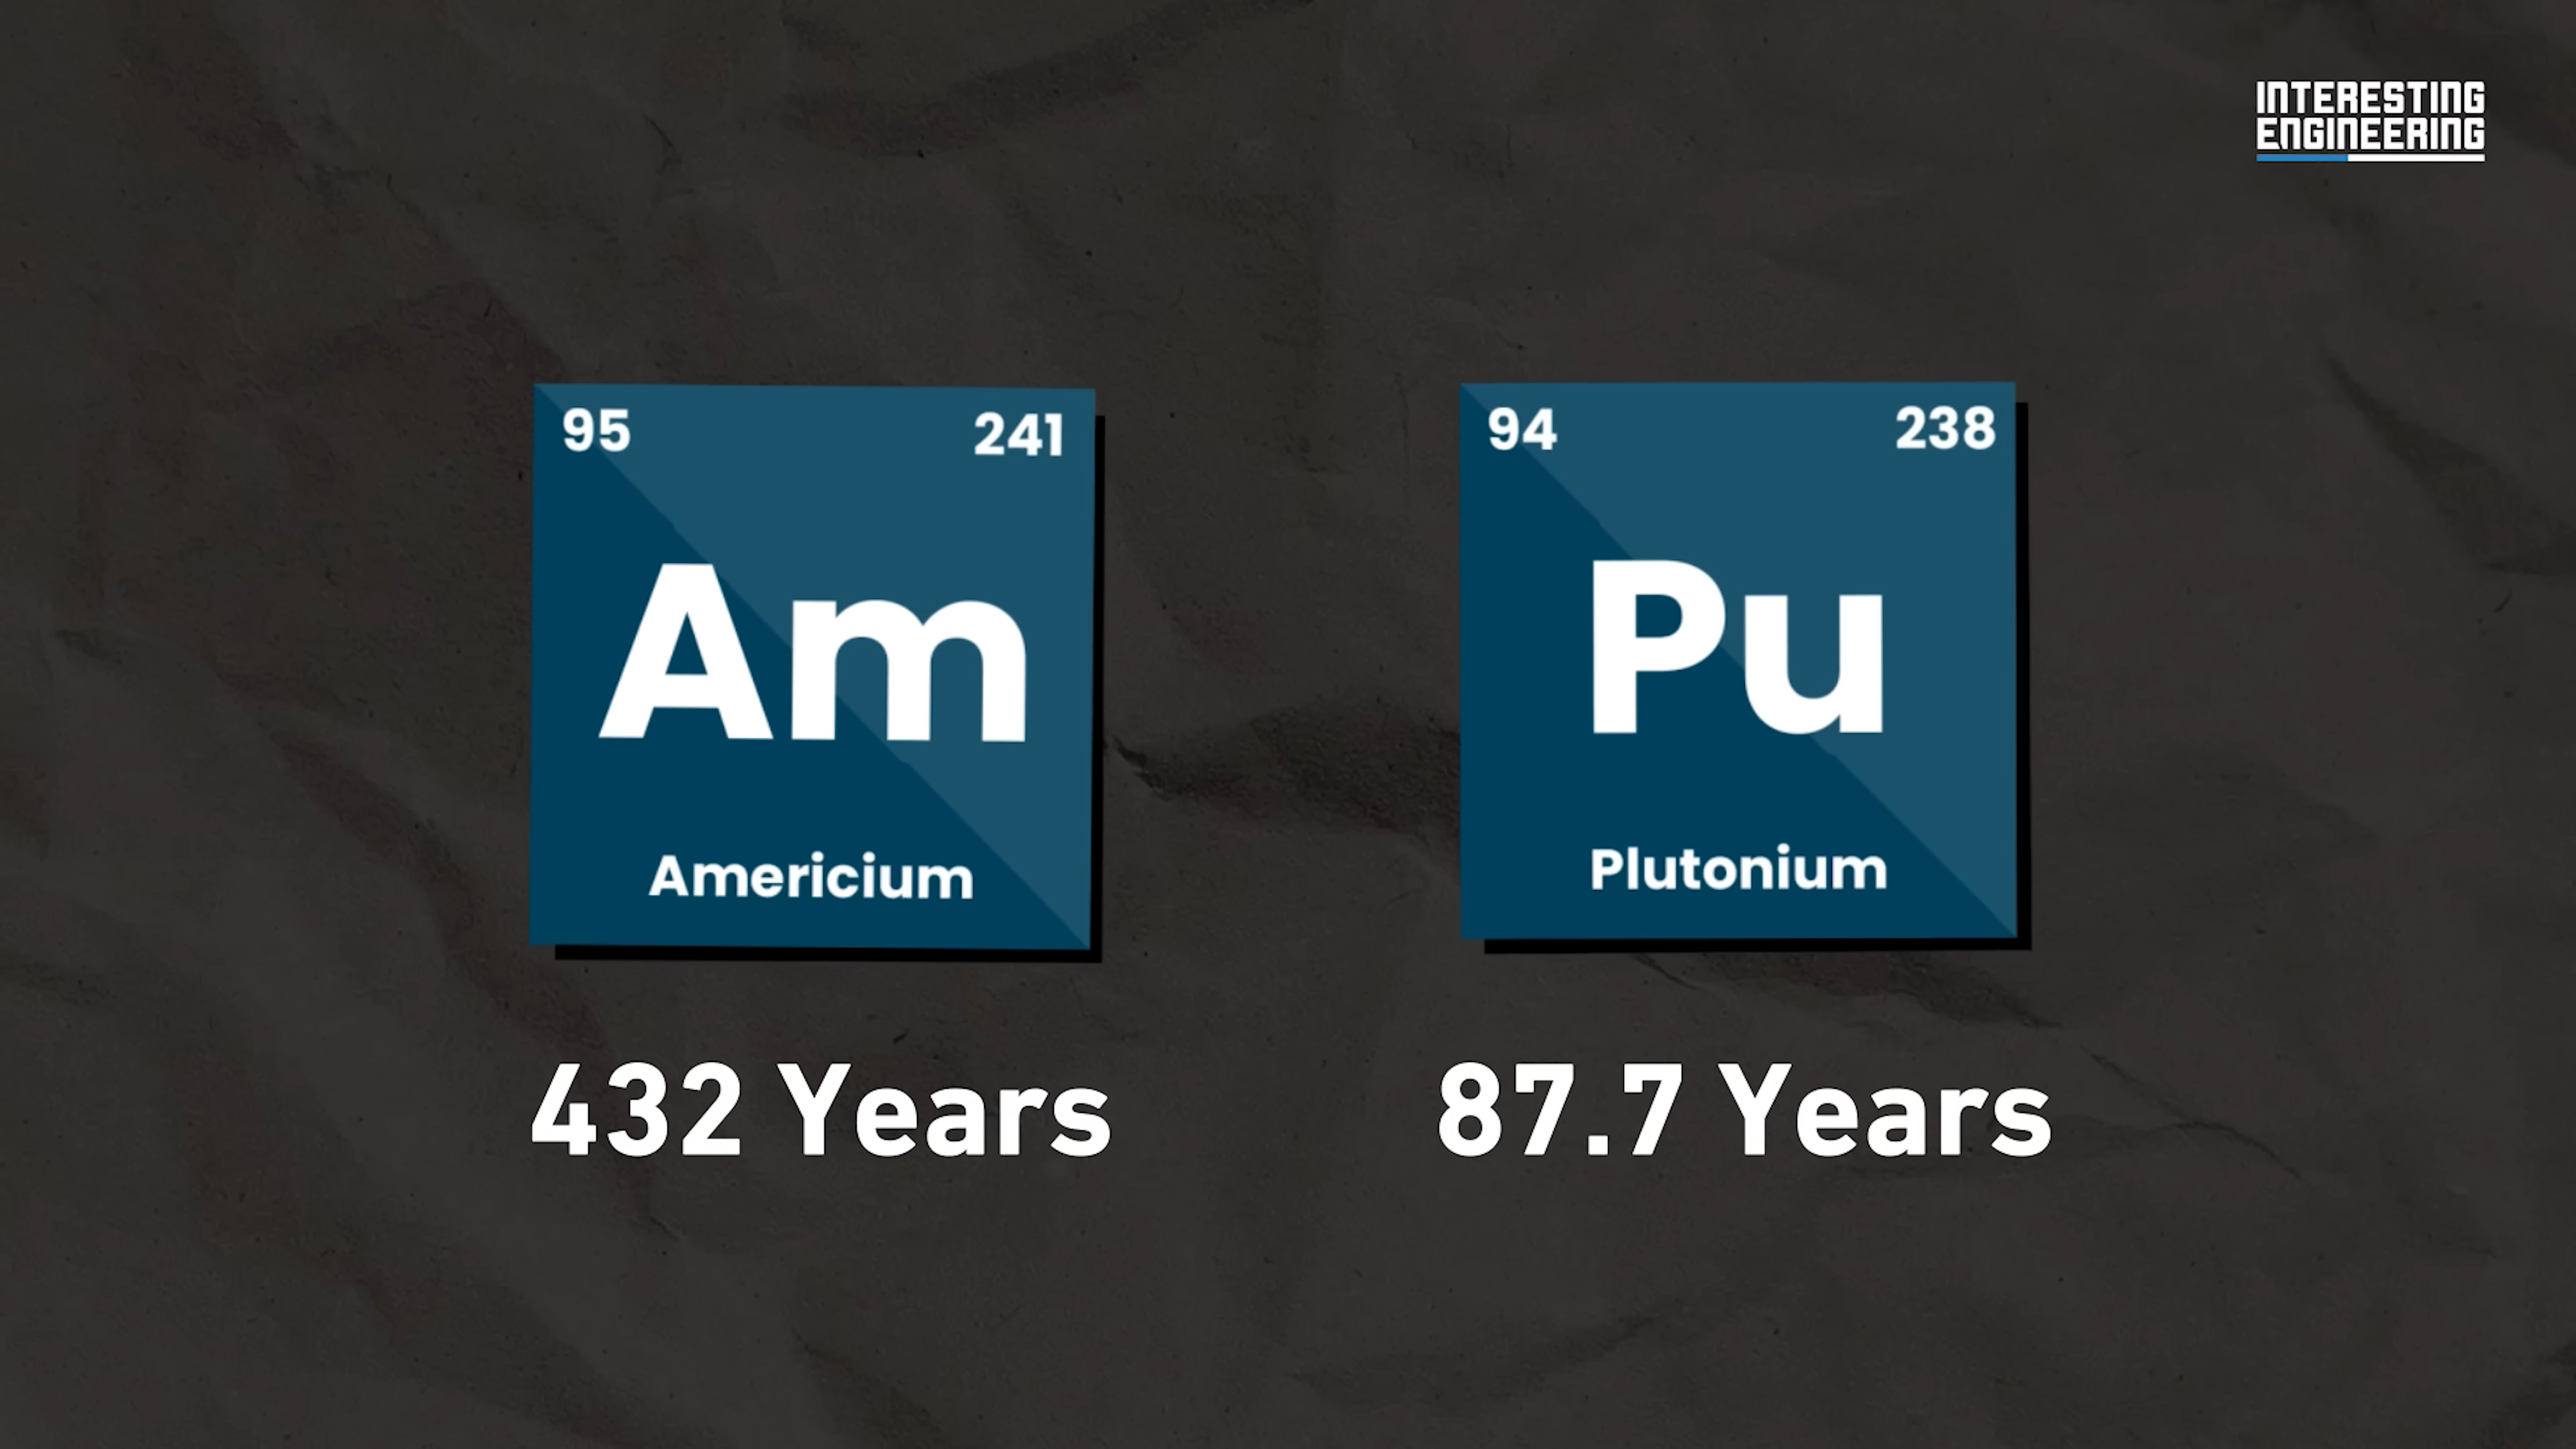 INTERESTING
ENGINEERING
95
241
Am
Americium
432 Years
94
238
Pu
Plutonium
87.7 Years